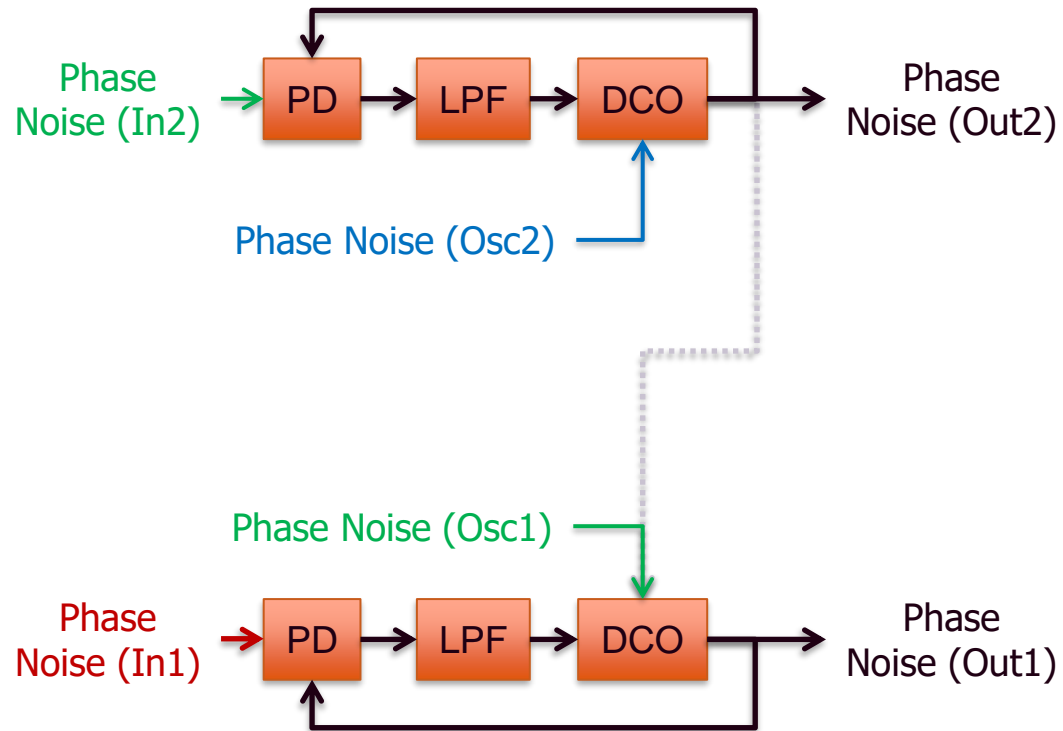 Phase
Noise (In2)
PD
LPF
DCO
Phase
Noise (Out2)
Phase Noise (Osc2)
Phase Noise (Osc1)
Phase
Noise (In1)
PD
LPF
DCO
Phase
Noise (Out1)